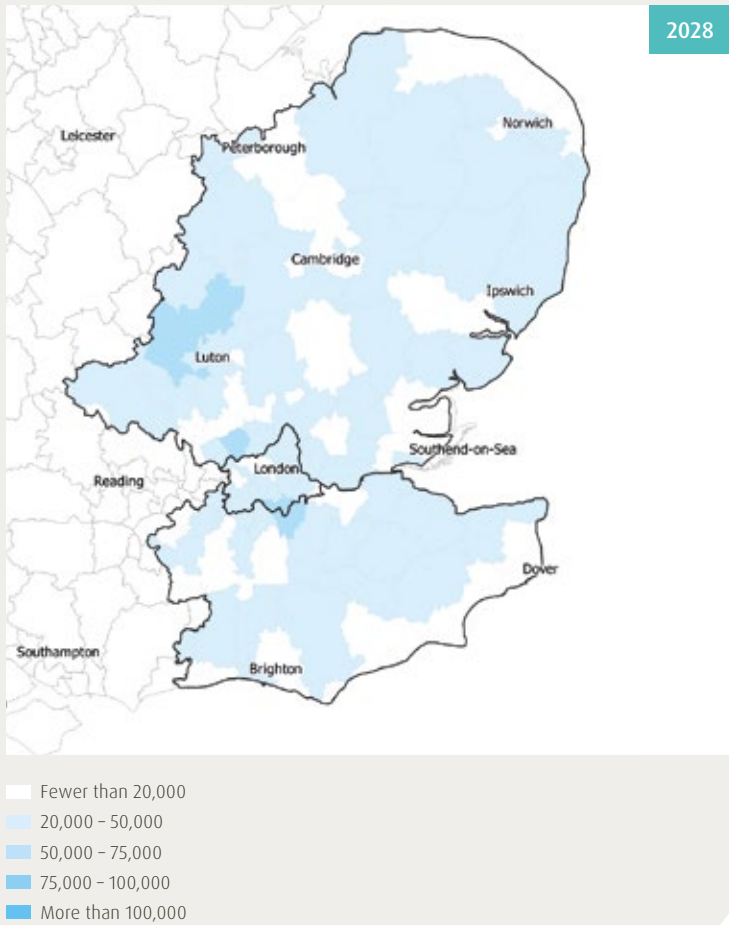 2028
Leicester
Peterborough
Norwich
Cambridge
Ipswich
Luton
Southend-on-Sea
London
Reading
Dover
Southampton
Brighton
Fewer than 20,000
20,000 – 50,000
50,000 – 75,000
75,000 – 100,000
More than 100,000